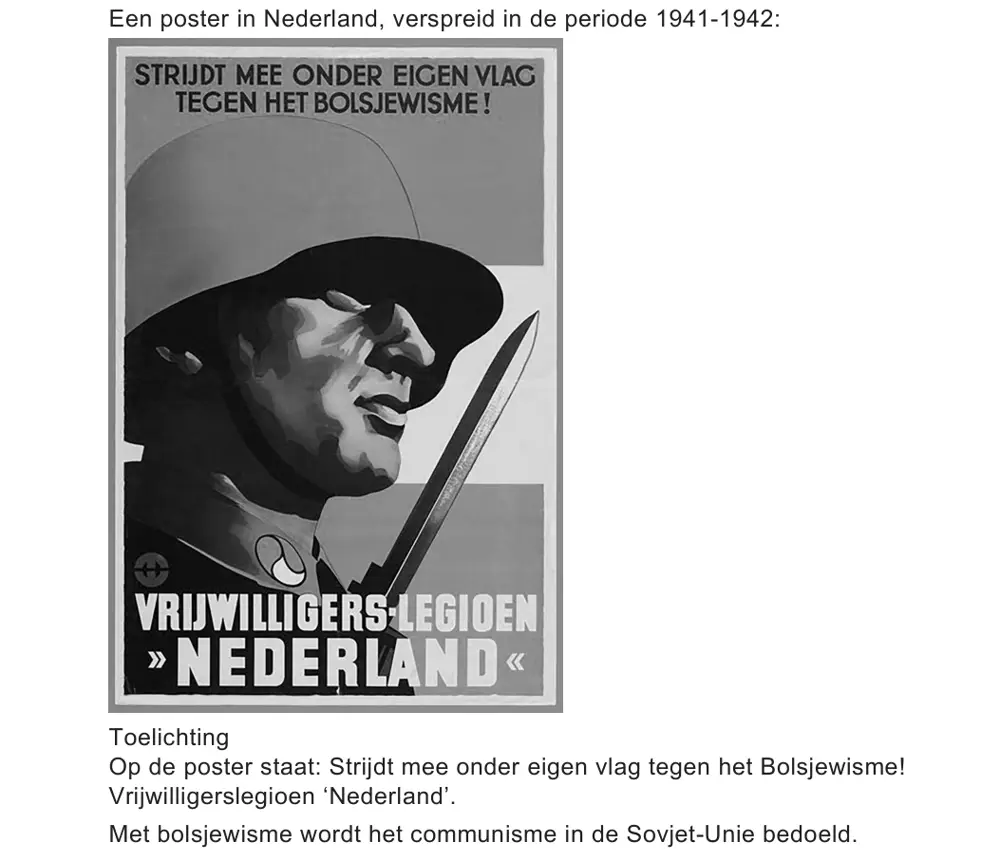 Een poster in Nederland, verspreid in de periode 1941-1942:
STRIJDT MEE ONDER EIGEN VLAG
TEGEN HET BOLSJEWISME!
VRIJWILLIGERS-LEGIOEN
» NEDERLAND «
Toelichting
Op de poster staat: Strijdt mee onder eigen vlag tegen het Bolsjewisme!
Vrijwilligerslegioen ‘Nederland’.
Met bolsjewisme wordt het communisme in de Sovjet-Unie bedoeld.